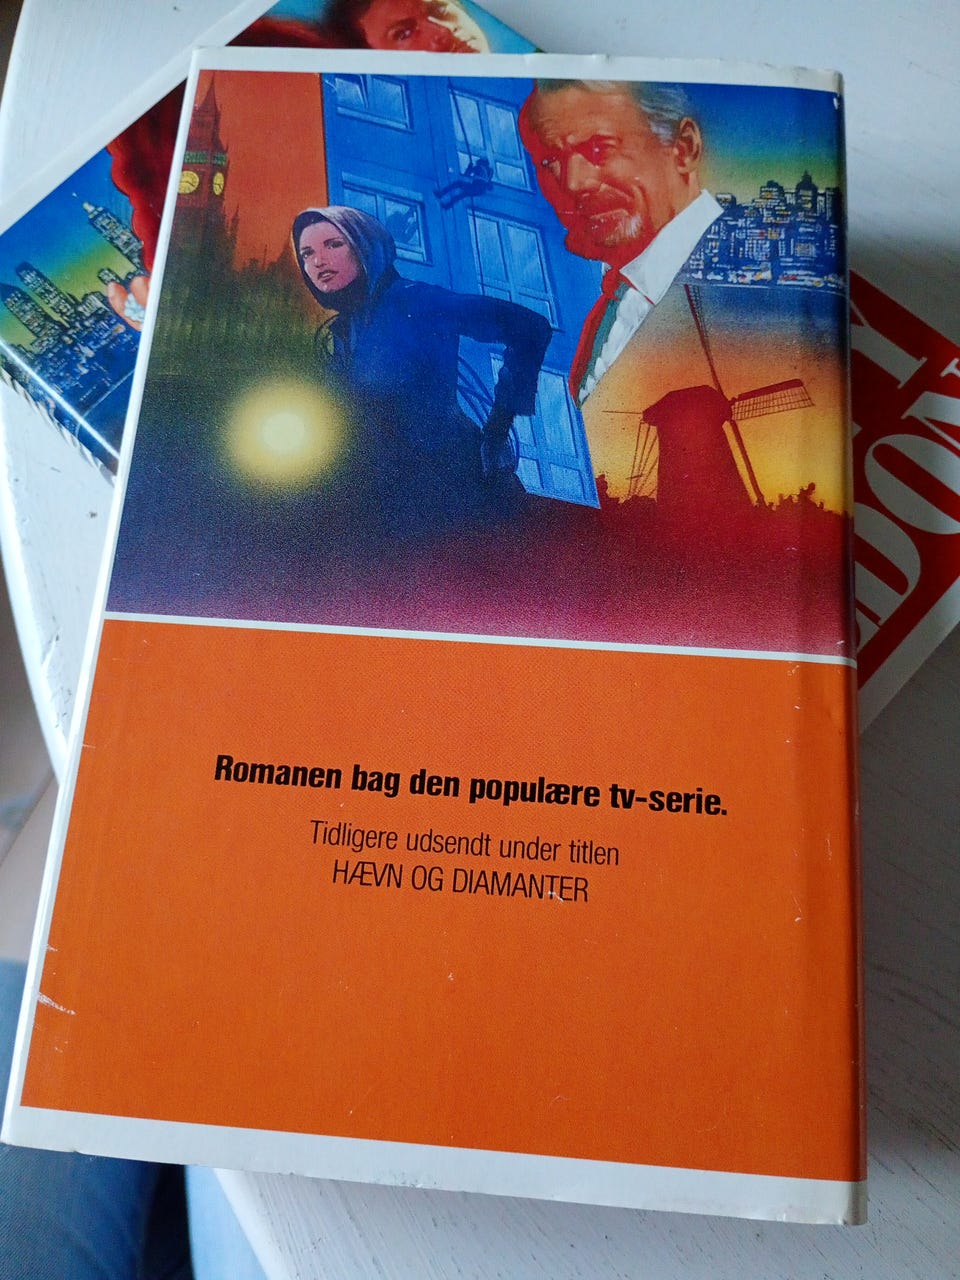 Romanen bag den populære tv-serie.
Tidligere udsendt under titlen
HÆVN OG DIAMANTER